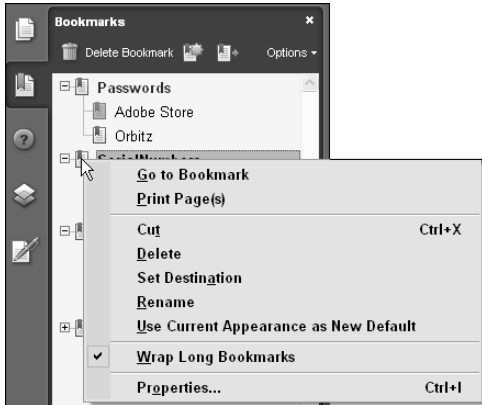 Bookmarks
Delete Bookmark Options
Passwords
Adobe Store
Orbitz
SerialNumbers
Go to Bookmark
Print Page(s)
Cut Ctrl+X
Delete
Set Destination
Rename
Use Current Appearance as New Default
Wrap Long Bookmarks
Properties... Ctrl+I